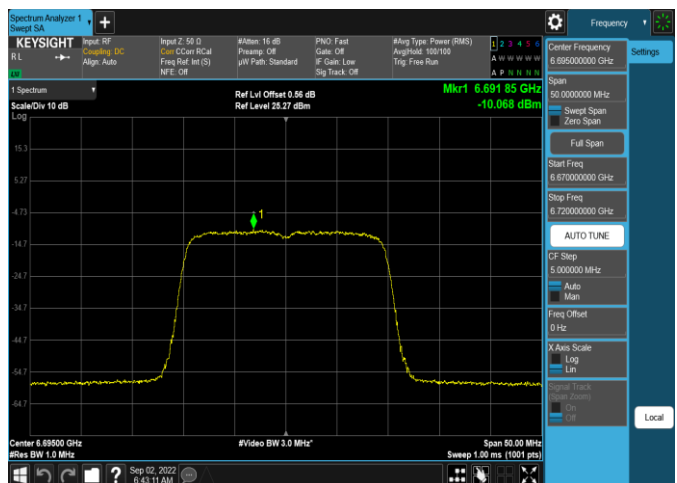 Spectrum Analyzer 1
Swept SA
Frequency
KEYSIGHT
RL
Input: RF
Coupling: DC
Align: Auto
Input Z: 50 Ω
Corr CCorr RCal
Freq Ref: Int (S)
NFE: Off
#Atten: 16 dB
Preamp: Off
µW Path: Standard
PNO: Fast
Gate: Off
IF Gain: Low
Sig Track: Off
#Avg Type: Power (RMS)
Avg|Hold: 100/100
Trig: Free Run
1 2 3 4 5 6
A W W W W W
A P N N N N
1 Spectrum
Scale/Div 10 dB
Log
Ref Lvl Offset 0.56 dB
Ref Level 25.27 dBm
Mkr1 6.691 85 GHz
-10.068 dBm
15.3
5.27
-4.73
-14.7
-24.7
-34.7
-44.7
-54.7
-64.7
1
Center 6.69500 GHz
#Res BW 1.0 MHz
#Video BW 3.0 MHz*
Span 50.00 MHz
Sweep 1.00 ms (1001 pts)
Sep 02, 2022
6:43:11 AM
Center Frequency
6.695000000 GHz
Settings
Span
50.0000000 MHz
Swept Span
Zero Span
Full Span
Start Freq
6.670000000 GHz
Stop Freq
6.720000000 GHz
AUTO TUNE
CF Step
5.000000 MHz
Auto
Man
Freq Offset
0 Hz
X Axis Scale
Log
Lin
Signal Track
(Span Zoom)
On
Off
Local